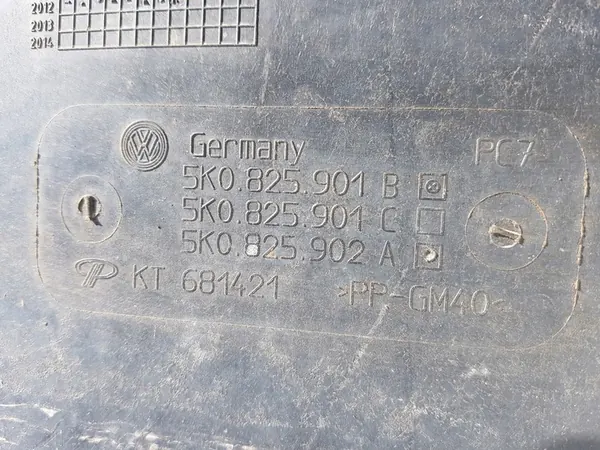 2012
2013
2014
Germany PC7
5K0.825.901 B
5K0.825.901 C
5K0.825.902 A
KT 681421 >PP-GM40<